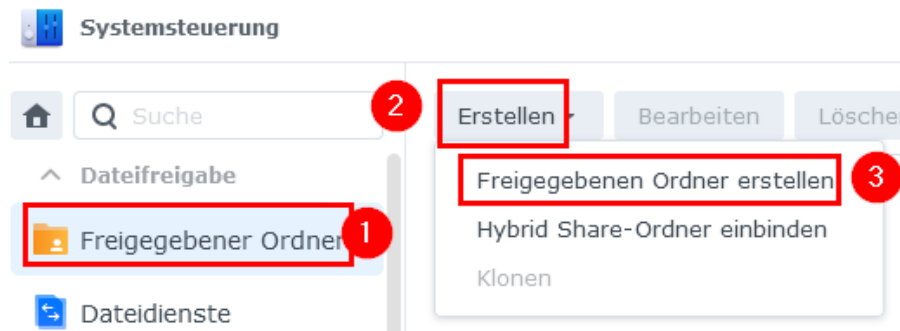 Systemsteuerung
Suche
2
Erstellen
Bearbeiten
Lösche
Dateifreigabe
Freigegebenen Ordner erstellen
3
Freigegebener Ordner
1
Hybrid Share-Ordner einbinden
Klonen
Dateidienste